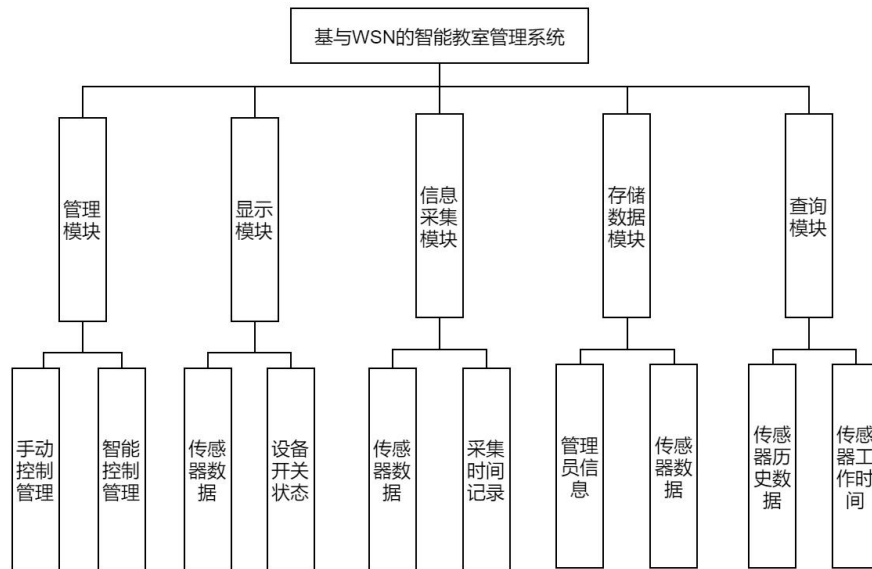 基与WSN的智能教室管理系统
管理
模块
显示
模块
信息
采集
模块
存储
数据
模块
查询
模块
手动
控制
管理
智能
控制
管理
传感
器数
据
设备
开关
状态
传感
器数
据
采集
时间
记录
管理
员信
息
传感
器数
据
传感
器历
史数
据
传感
器工
作时
间